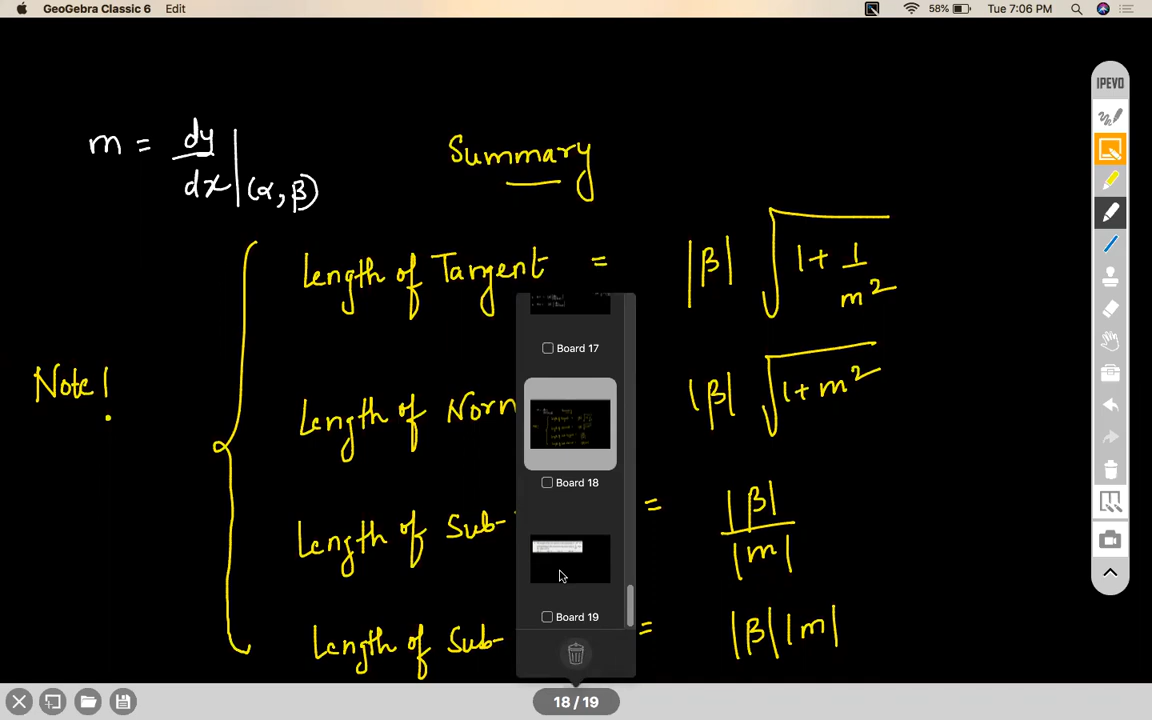 GeoGebra Classic 6 Edit 58% Tue 7:06 PM
IPEVO
m = dy/dx |(α, β)
Summary
Length of Tangent = |β| √(1 + 1/m²)
Note!
Length of Norm |β| √(1 + m²)
Length of Sub- = |β|/|m|
Length of Sub- = |β||m|
Board 17
Board 18
Board 19
18 / 19